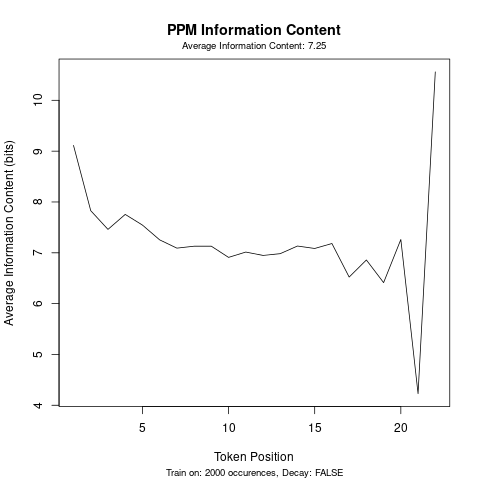 PPM Information Content
Average Information Content: 7.25
Average Information Content (bits)
10
9
8
7
6
5
4
5
10
15
20
Token Position
Train on: 2000 occurences, Decay: FALSE